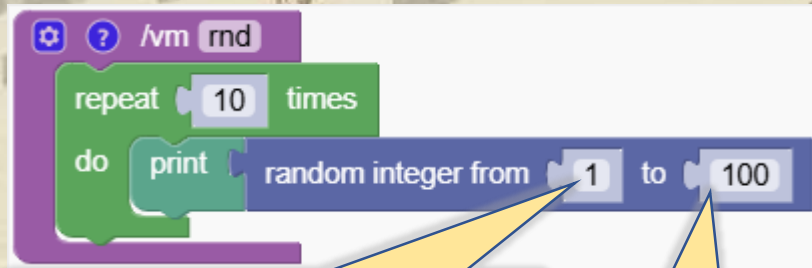 ? /vm rnd
repeat 10 times
do print random integer from 1 to 100